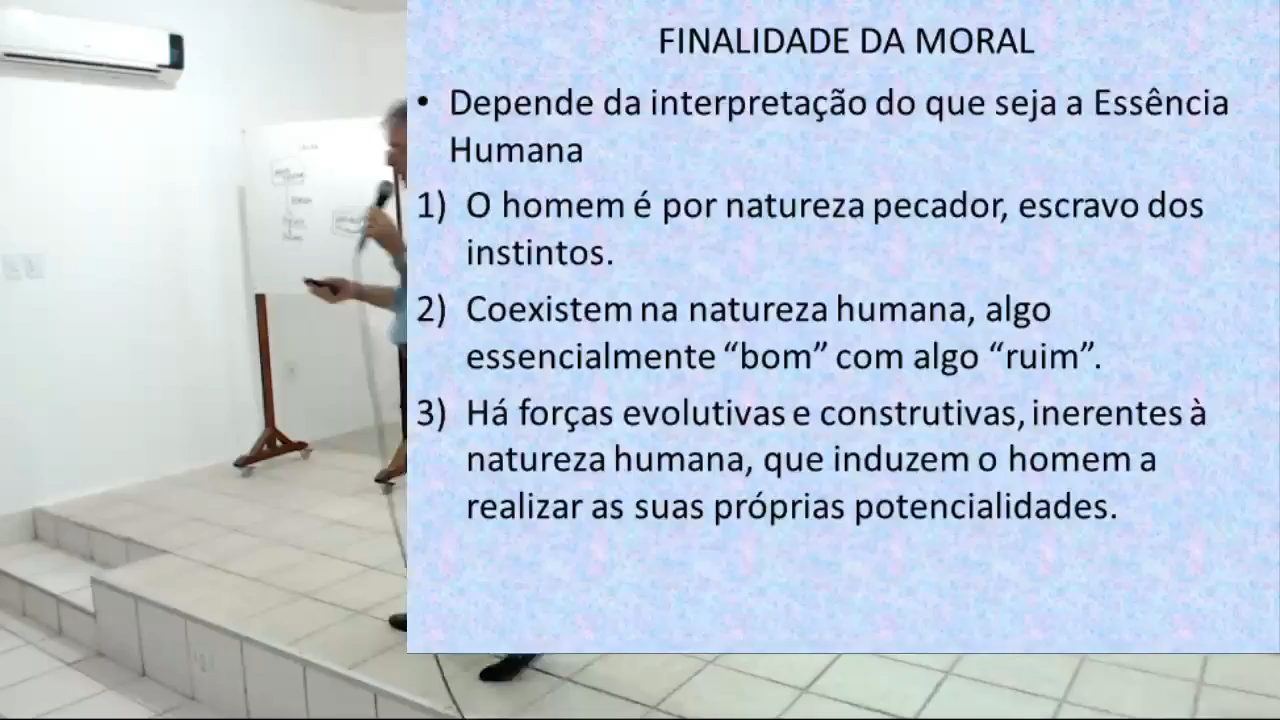 FINALIDADE DA MORAL
• Depende da interpretação do que seja a Essência
Humana
1) O homem é por natureza pecador, escravo dos
instintos.
2) Coexistem na natureza humana, algo
essencialmente “bom” com algo “ruim”.
3) Há forças evolutivas e construtivas, inerentes à
natureza humana, que induzem o homem a
realizar as suas próprias potencialidades.